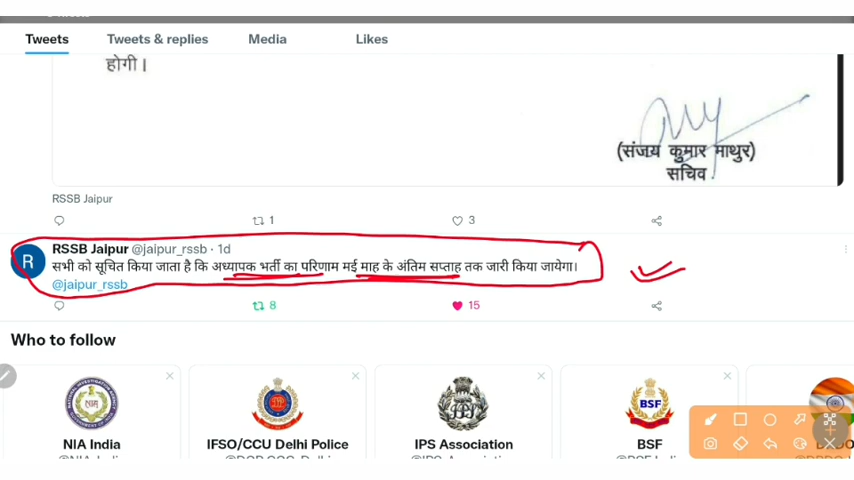 Tweets Tweets & replies Media Likes
होगी।
(संजय कुमार माथुर)
सचिव
RSSB Jaipur
1 3
R RSSB Jaipur @jaipur_rssb · 1d
सभी को सूचित किया जाता है कि अध्यापक भर्ती का परिणाम मई माह के अंतिम सप्ताह तक जारी किया जायेगा।
@jaipur_rssb
8 15
Who to follow
BSF
NIA India IFSO/CCU Delhi Police IPS Association BSF